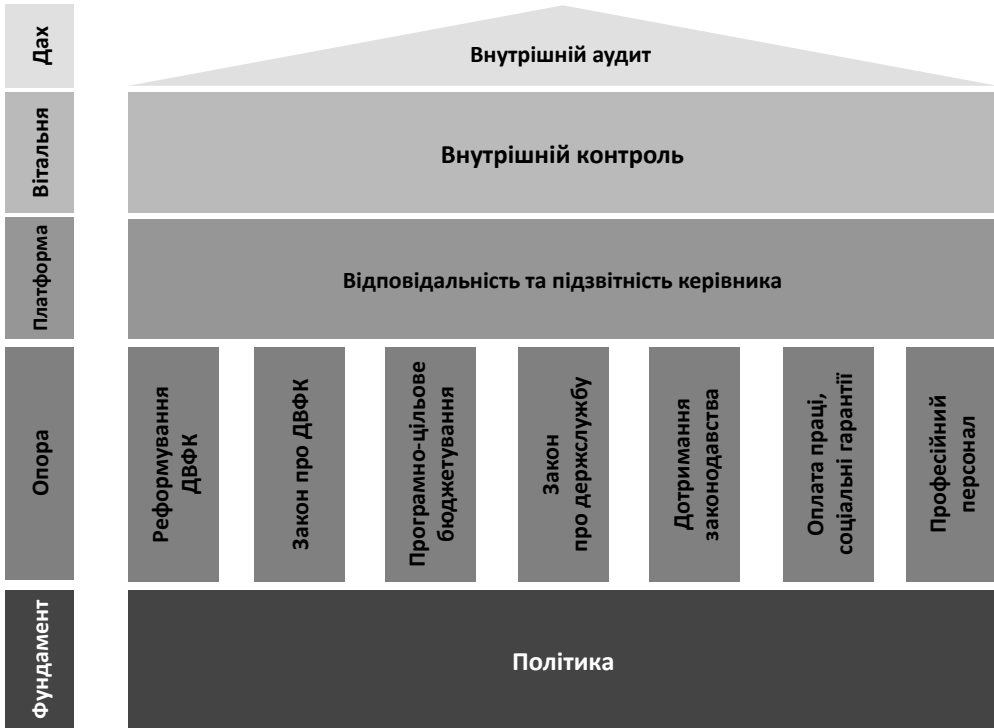 Дах
Внутрішній аудит
Вітальня
Внутрішній контроль
Платформа
Відповідальність та підзвітність керівника
Опора
Реформування
ДВФК
Закон про ДВФК
Програмно-цільове
бюджетування
Закон
про держслужбу
Дотримання
законодавства
Оплата праці,
соціальні гарантії
Професійний
персонал
Фундамент
Політика